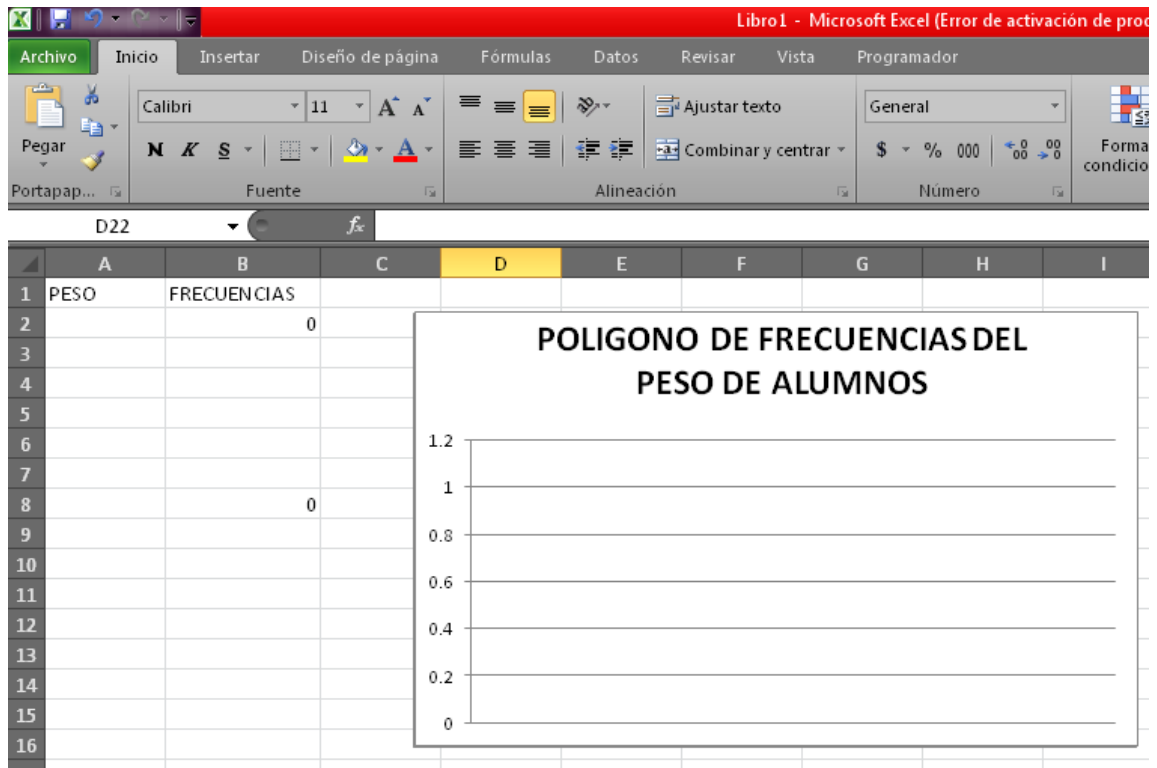 Libro1 - Microsoft Excel (Error de activación de
Archivo Inicio Insertar Diseño de página Fórmulas Datos Revisar Vista Programador
Calibri 11 A A Ajustar texto General
Pegar N K S A Combinar y centrar $ % 000
Portapap... Fuente Alineación Número
D22 fx
A B C D E F G H I
1 PESO FRECUENCIAS
2 0
3
4
5
6
7
8 0
9
10
11
12
13
14
15
16
POLIGONO DE FRECUENCIAS DEL
PESO DE ALUMNOS
1.2
1
0.8
0.6
0.4
0.2
0